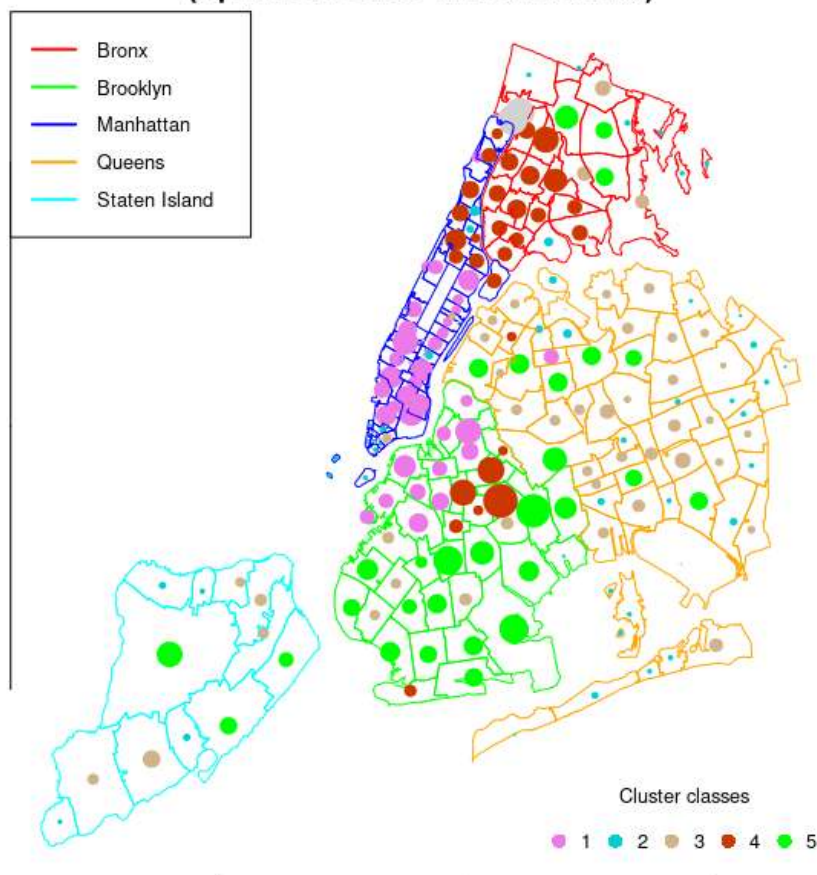 Bronx
Brooklyn
Manhattan
Queens
Staten Island
Cluster classes
1 2 3 4 5